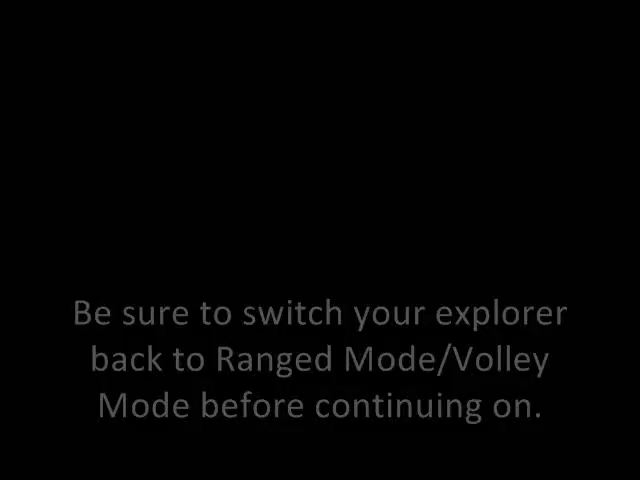 Be sure to switch your explorer
back to Ranged Mode/Volley
Mode before continuing on.